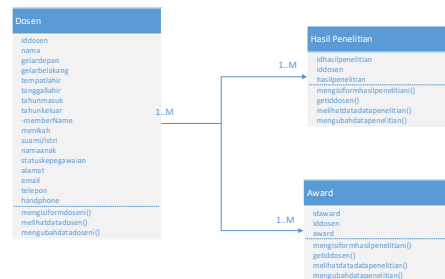 Dosen
iddosen
nama
gelardepan
gelarbelakang
tempatlahir
tanggallahir
tahunmasuk
tahunkeluar
-memberName
menikah
suami/istri
namaanak
statuskepegawaian
alamat
email
telepon
handphone
mengisiformdoseni()
melihatdatadosen()
mengubahdatadoseni()
1..M
1..M
Hasil Penelitian
idhasilpenelitian
iddosen
hasilpenelitian
mengisiformhasilpenelitiani()
getiddosen()
melihatdatadatapenelitian()
mengubahdatapenelitian()
1..M
Award
idaward
iddosen
award
mengisiformhasilpenelitiani()
getiddosen()
melihatdatadatapenelitian()
mengubahdatapenelitian()